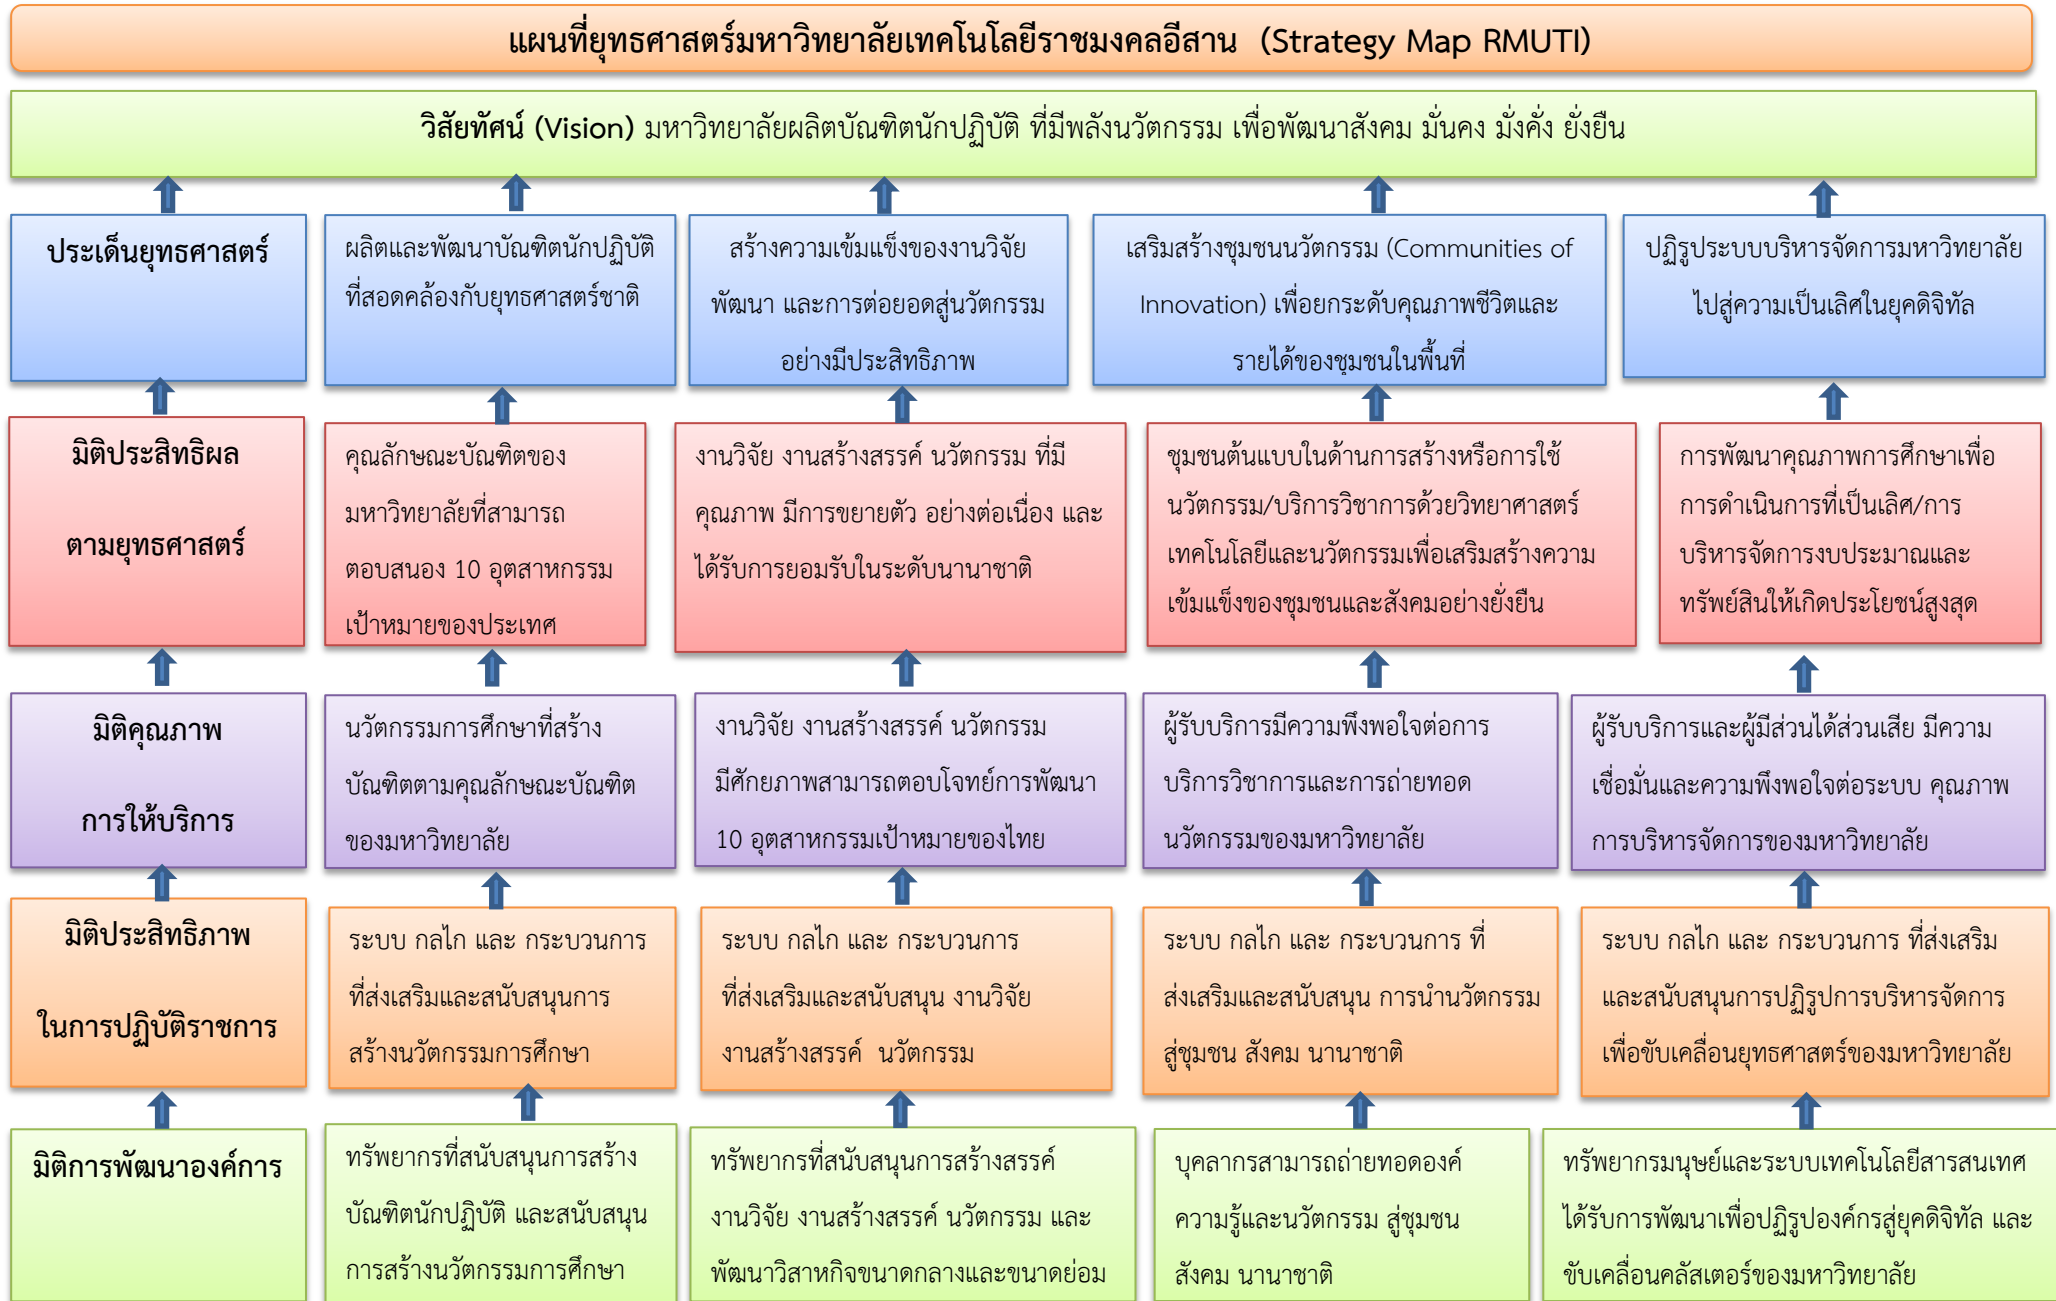 แผนที่ยุทธศาสตร์มหาวิทยาลัยเทคโนโลยีราชมงคลอีสาน (Strategy Map RMUTI)
วิสัยทัศน์ (Vision) มหาวิทยาลัยผลิตบัณฑิตนักปฏิบัติ ที่มีพลังนวัตกรรม เพื่อพัฒนาสังคม มั่นคง มั่งคั่ง ยั่งยืน
ประเด็นยุทธศาสตร์
ผลิตและพัฒนาบัณฑิตนักปฏิบัติ
ที่สอดคล้องกับยุทธศาสตร์ชาติ
สร้างความเข้มแข็งของงานวิจัย
พัฒนา และการต่อยอดสู่นวัตกรรม
อย่างมีประสิทธิภาพ
เสริมสร้างชุมชนนวัตกรรม (Communities of
Innovation) เพื่อยกระดับคุณภาพชีวิตและ
รายได้ของชุมชนในพื้นที่
ปฏิรูประบบบริหารจัดการมหาวิทยาลัย
ไปสู่ความเป็นเลิศในยุคดิจิทัล
มิติประสิทธิผล
ตามยุทธศาสตร์
คุณลักษณะบัณฑิตของ
มหาวิทยาลัยที่สามารถ
ตอบสนอง 10 อุตสาหกรรม
เป้าหมายของประเทศ
งานวิจัย งานสร้างสรรค์ นวัตกรรม ที่มี
คุณภาพ มีการขยายตัว อย่างต่อเนื่อง และ
ได้รับการยอมรับในระดับนานาชาติ
ชุมชนต้นแบบในด้านการสร้างหรือการใช้
นวัตกรรม/บริการวิชาการด้วยวิทยาศาสตร์
เทคโนโลยีและนวัตกรรมเพื่อเสริมสร้างความ
เข้มแข็งของชุมชนและสังคมอย่างยั่งยืน
การพัฒนาคุณภาพการศึกษาเพื่อ
การดำเนินการที่เป็นเลิศ/การ
บริหารจัดการงบประมาณและ
ทรัพย์สินให้เกิดประโยชน์สูงสุด
มิติคุณภาพ
การให้บริการ
นวัตกรรมการศึกษาที่สร้าง
บัณฑิตตามคุณลักษณะบัณฑิต
ของมหาวิทยาลัย
งานวิจัย งานสร้างสรรค์ นวัตกรรม
มีศักยภาพสามารถตอบโจทย์การพัฒนา
10 อุตสาหกรรมเป้าหมายของไทย
ผู้รับบริการมีความพึงพอใจต่อการ
บริการวิชาการและการถ่ายทอด
นวัตกรรมของมหาวิทยาลัย
ผู้รับบริการและผู้มีส่วนได้ส่วนเสีย มีความ
เชื่อมั่นและความพึงพอใจต่อระบบ คุณภาพ
การบริหารจัดการของมหาวิทยาลัย
มิติประสิทธิภาพ
ในการปฏิบัติราชการ
ระบบ กลไก และ กระบวนการ
ที่ส่งเสริมและสนับสนุนการ
สร้างนวัตกรรมการศึกษา
ระบบ กลไก และ กระบวนการ
ที่ส่งเสริมและสนับสนุน งานวิจัย
งานสร้างสรรค์ นวัตกรรม
ระบบ กลไก และ กระบวนการ ที่
ส่งเสริมและสนับสนุน การนำนวัตกรรม
สู่ชุมชน สังคม นานาชาติ
ระบบ กลไก และ กระบวนการ ที่ส่งเสริม
และสนับสนุนการปฏิรูปการบริหารจัดการ
เพื่อขับเคลื่อนยุทธศาสตร์ของมหาวิทยาลัย
มิติการพัฒนาองค์การ
ทรัพยากรที่สนับสนุนการสร้าง
บัณฑิตนักปฏิบัติ และสนับสนุน
การสร้างนวัตกรรมการศึกษา
ทรัพยากรที่สนับสนุนการสร้างสรรค์
งานวิจัย งานสร้างสรรค์ นวัตกรรม และ
พัฒนาวิสาหกิจขนาดกลางและขนาดย่อม
บุคลากรสามารถถ่ายทอดองค์
ความรู้และนวัตกรรม สู่ชุมชน
สังคม นานาชาติ
ทรัพยากรมนุษย์และระบบเทคโนโลยีสารสนเทศ
ได้รับการพัฒนาเพื่อปฏิรูปองค์กรสู่ยุคดิจิทัล และ
ขับเคลื่อนคลัสเตอร์ของมหาวิทยาลัย